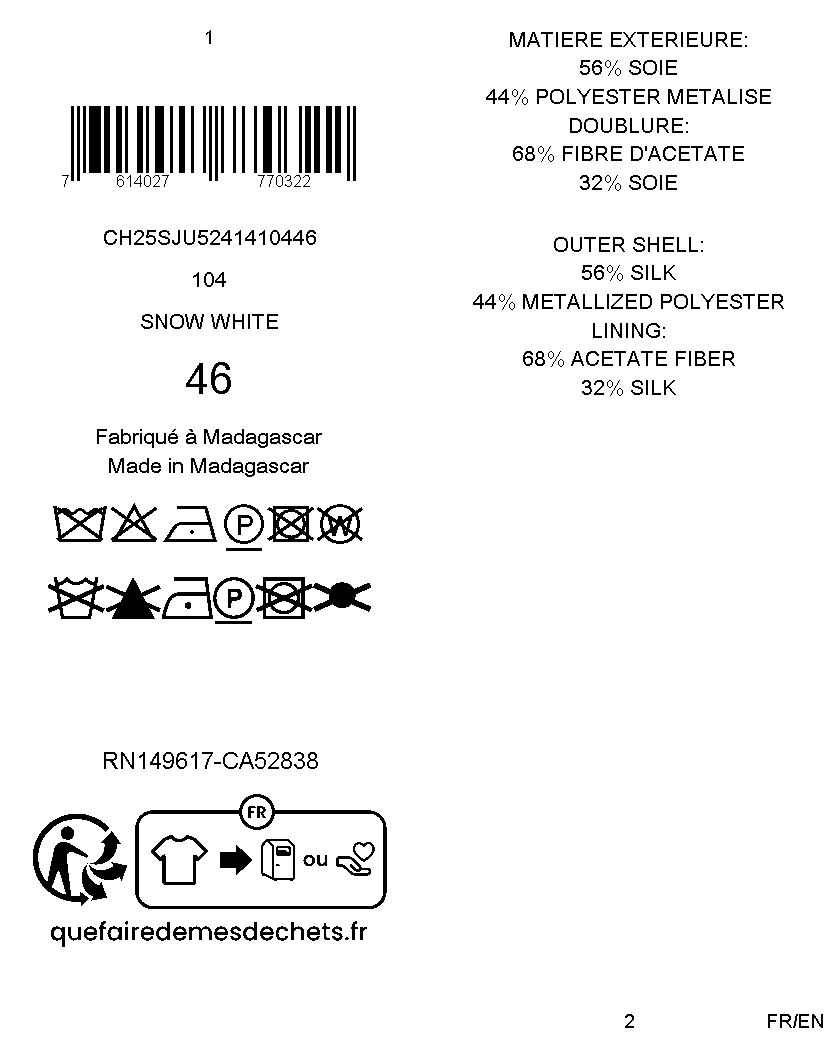 1
7 614027 770322
CH25SJU5241410446
104
SNOW WHITE
46
Fabriqué à Madagascar
Made in Madagascar
P W
P
RN149617-CA52838
FR
ou
quefairedemesdechets.fr
MATIERE EXTERIEURE:
56% SOIE
44% POLYESTER METALISE
DOUBLURE:
68% FIBRE D'ACETATE
32% SOIE
OUTER SHELL:
56% SILK
44% METALLIZED POLYESTER
LINING:
68% ACETATE FIBER
32% SILK
2
FR/EN